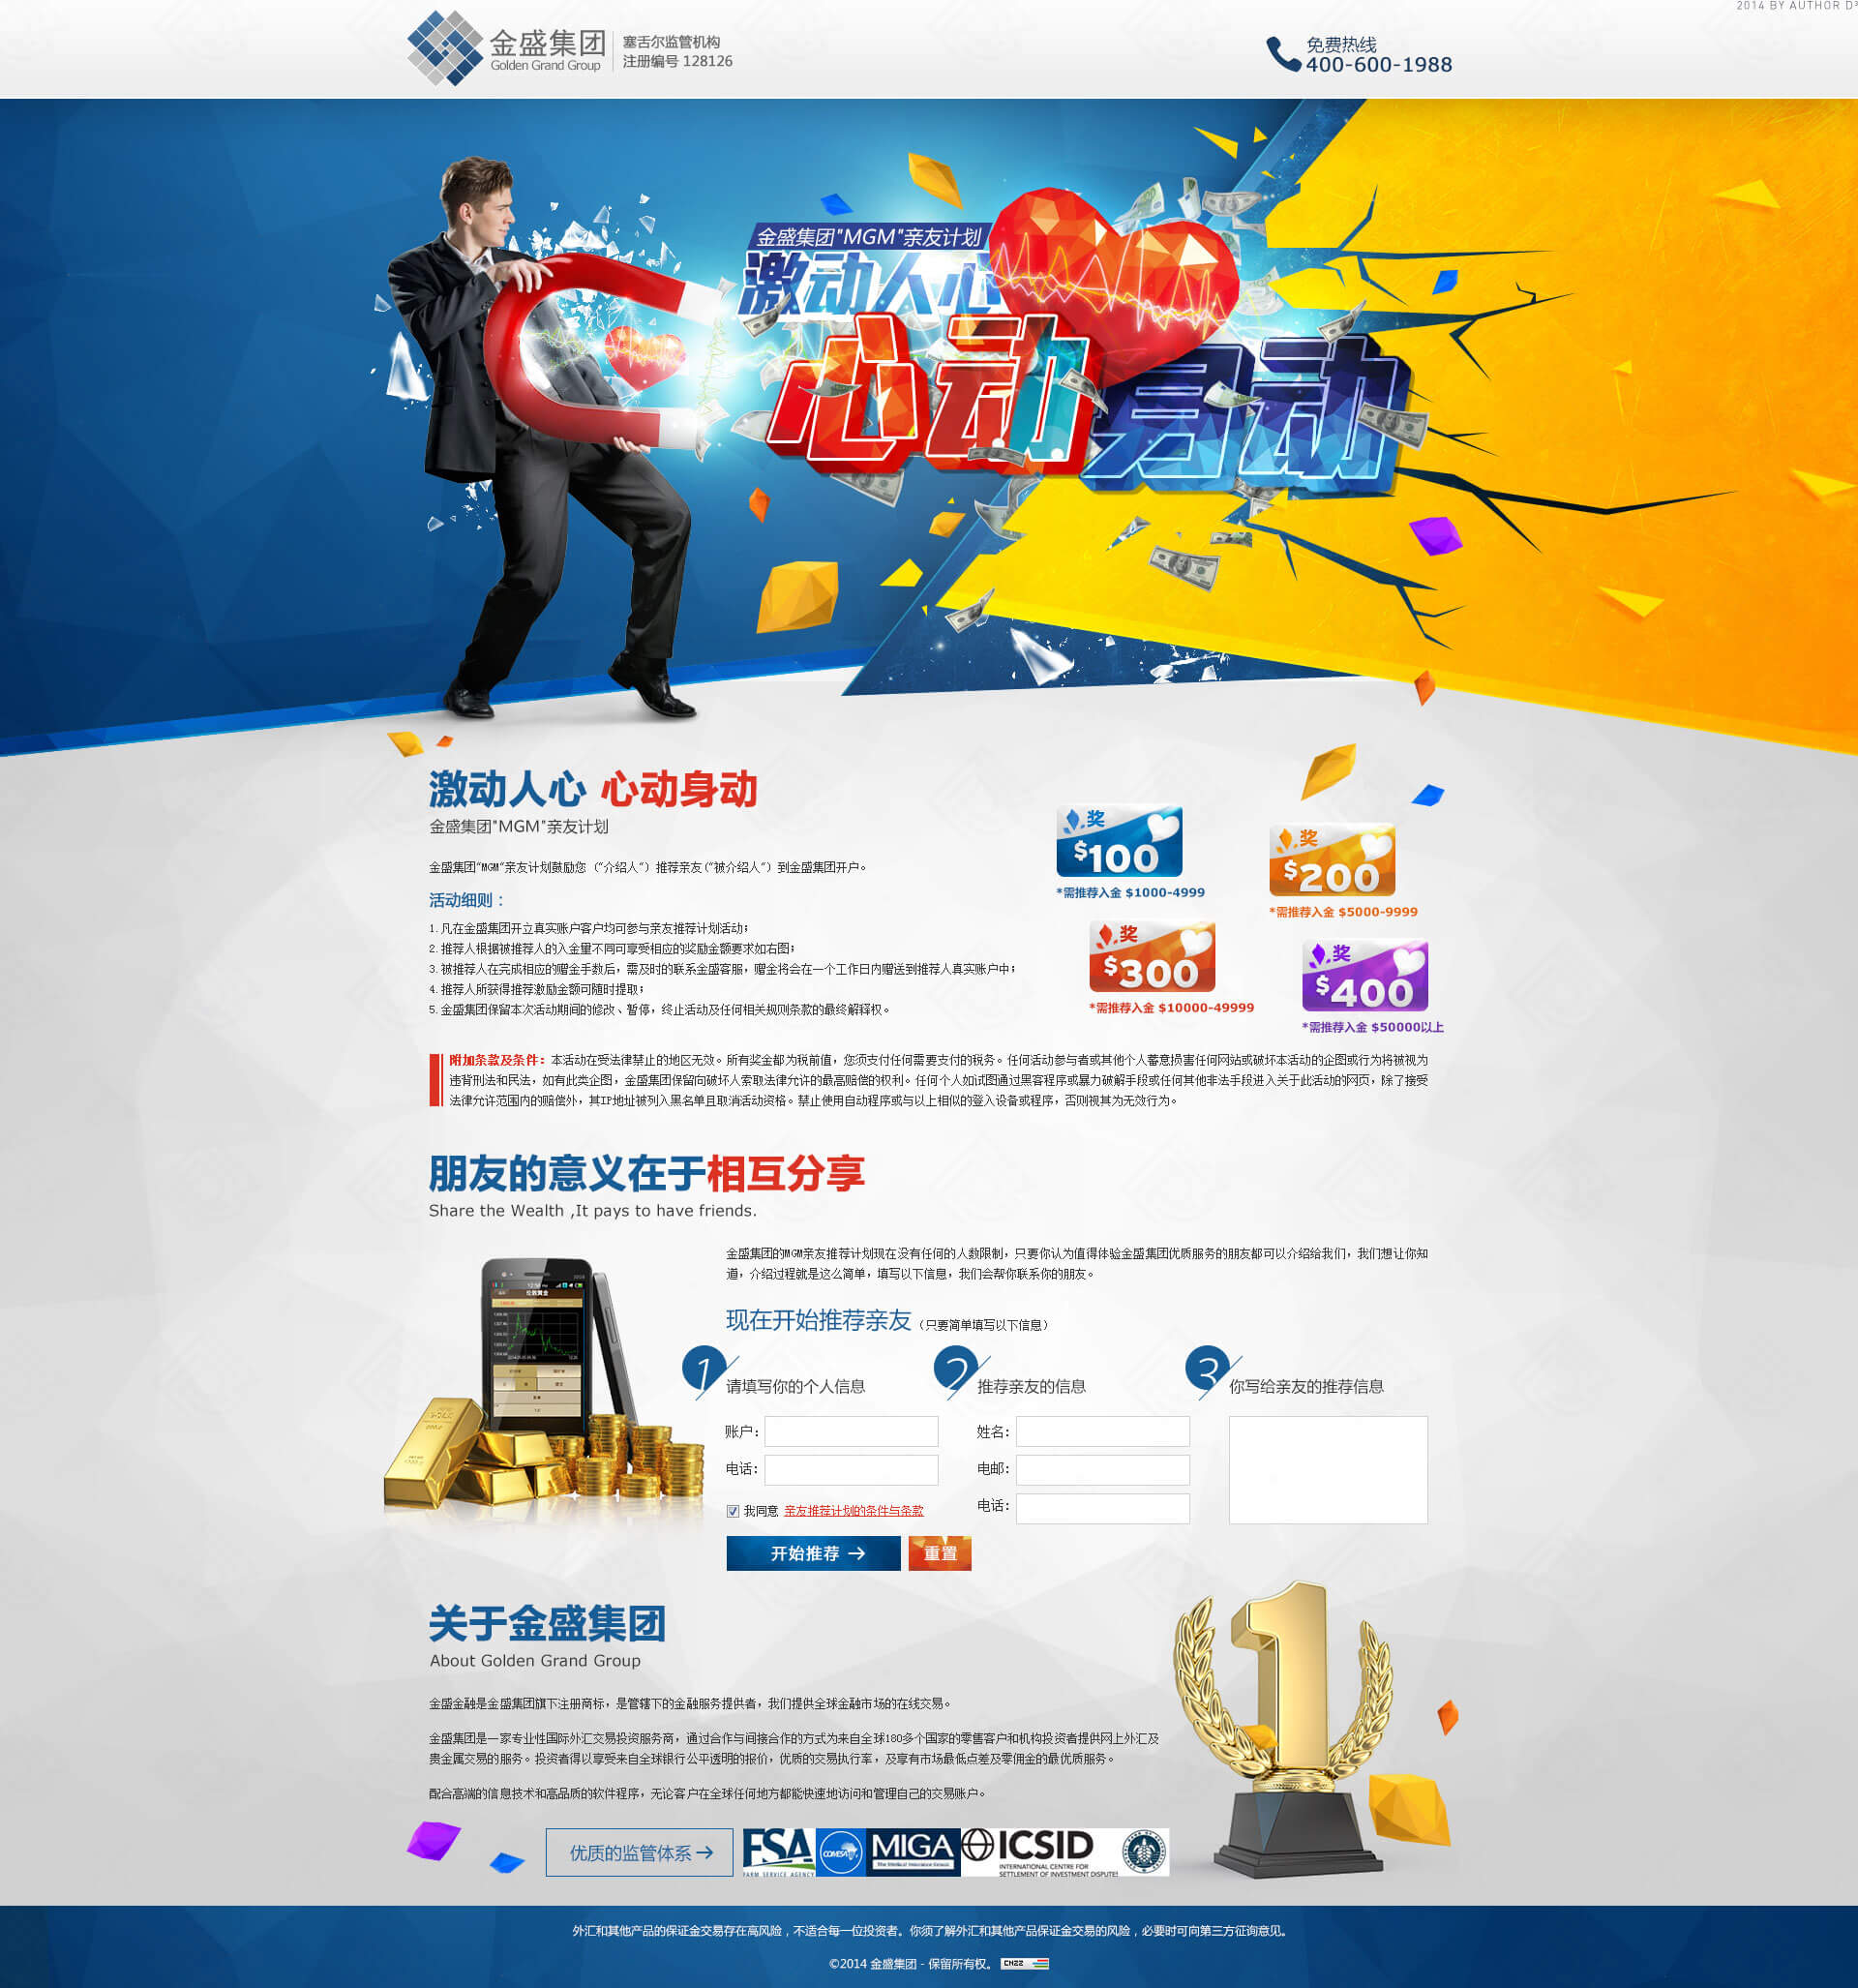 2014 BY AUTHOR D³
金盛集团
Golden Grand Group
塞舌尔监管机构
注册编号 128126
免费热线
400-600-1988
金盛集团"MGM"亲友计划
激动人心
心动身动
激动人心 心动身动
金盛集团"MGM"亲友计划
金盛集团"MGM"亲友计划鼓励您（"介绍人"）推荐亲友("被介绍人"）到金盛集团开户。
活动细则：
1. 凡在金盛集团开立真实账户客户均可参与亲友推荐计划活动；
2. 推荐人根据被推荐人的入金量不同可享受相应的奖励金额要求如右图；
3. 被推荐人在完成相应的赠金手数后，需及时的联系金盛客服，赠金将会在一个工作日内赠送到推荐人真实账户中；
4. 推荐人所获得推荐激励金额可随时提取；
5. 金盛集团保留本次活动期间的修改、暂停，终止活动及任何相关规则条款的最终解释权。
奖
$100
*需推荐入金 $1000-4999
奖
$200
*需推荐入金 $5000-9999
奖
$300
*需推荐入金 $10000-49999
奖
$400
*需推荐入金 $50000以上
附加条款及条件：本活动在受法律禁止的地区无效。所有奖金都为税前值，您须支付任何需要支付的税务。任何活动参与者或其他个人蓄意损害任何网站或破坏本活动的企图或行为将被视为
违背刑法和民法，如有此类企图，金盛集团保留向破坏人索取法律允许的最高赔偿的权利。任何个人如试图通过黑客程序或暴力破解手段或任何其他非法手段进入关于此活动的网页，除了接受
法律允许范围内的赔偿外，其IP地址被列入黑名单且取消活动资格。禁止使用自动程序或与以上相似的登入设备或程序，否则视其为无效行为。
朋友的意义在于相互分享
Share the Wealth ,It pays to have friends.
金盛集团的MGM亲友推荐计划现在没有任何的人数限制，只要你认为值得体验金盛集团优质服务的朋友都可以介绍给我们，我们想让你知
道，介绍过程就是这么简单，填写以下信息，我们会帮你联系你的朋友。
现在开始推荐亲友（只要简单填写以下信息）
1 请填写你的个人信息
账户：
电话：
我同意 亲友推荐计划的条件与条款
2 推荐亲友的信息
姓名：
电邮：
电话：
3 你写给亲友的推荐信息
开始推荐 →
重置
关于金盛集团
About Golden Grand Group
金盛金融是金盛集团旗下注册商标，是管辖下的金融服务提供者，我们提供全球金融市场的在线交易。
金盛集团是一家专业性国际外汇交易投资服务商，通过合作与间接合作的方式为来自全球180多个国家的零售客户和机构投资者提供网上外汇及
贵金属交易的服务。投资者得以享受来自全球银行公平透明的报价，优质的交易执行率，及享有市场最低点差及零佣金的最优质服务。
配合高端的信息技术和高品质的软件程序，无论客户在全球任何地方都能快速地访问和管理自己的交易账户。
1
优质的监管体系 →
FSA
FARM SERVICE AGENCY
COMESA
MIGA
ICSID
INTERNATIONAL CENTRE FOR
SETTLEMENT OF INVESTMENT DISPUTES
外汇和其他产品的保证金交易存在高风险，不适合每一位投资者。你须了解外汇和其他产品保证金交易的风险，必要时可向第三方征询意见。
©2014 金盛集团 - 保留所有权。
CNZZ